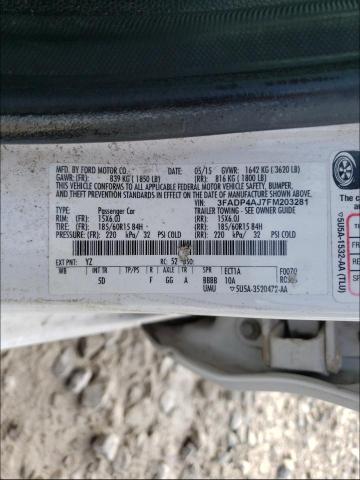 MFD. BY FORD MOTOR CO.
DATE: 05/15 GVWR: 1642 KG (3620 LB)
GAWR: (FR): 839 KG (1850 LB) (RR): 816 KG (1800 LB)
THIS VEHICLE CONFORMS TO ALL APPLICABLE FEDERAL MOTOR VEHICLE
SAFETY, BUMPER, AND THEFT PREVENTION STANDARDS IN EFFECT ON THE DATE OF
MANUFACTURE SHOWN ABOVE.
VIN: 3FADP4AJ7FM203281
TYPE: Passenger Car TRAILER TOWING - SEE OWNER GUIDE
RIM: (FR) 15X6.0J (RR): 15X6.0J
TIRE: (FR): 185/60R15 84H (RR): 185/60R15 84H
PRESSURE: (FR): 220 kPa/ 32 PSI COLD (RR): 220 kPa/ 32 PSI COLD
EXT PNT: YZ RC: 52
WB INT TR TP/PS R AXLE TR SPR ECT1A F0070
SD F GG A BBBB 10A
UMU 5U5A-3520472-AA
5U5A-1532-AA (TLU)